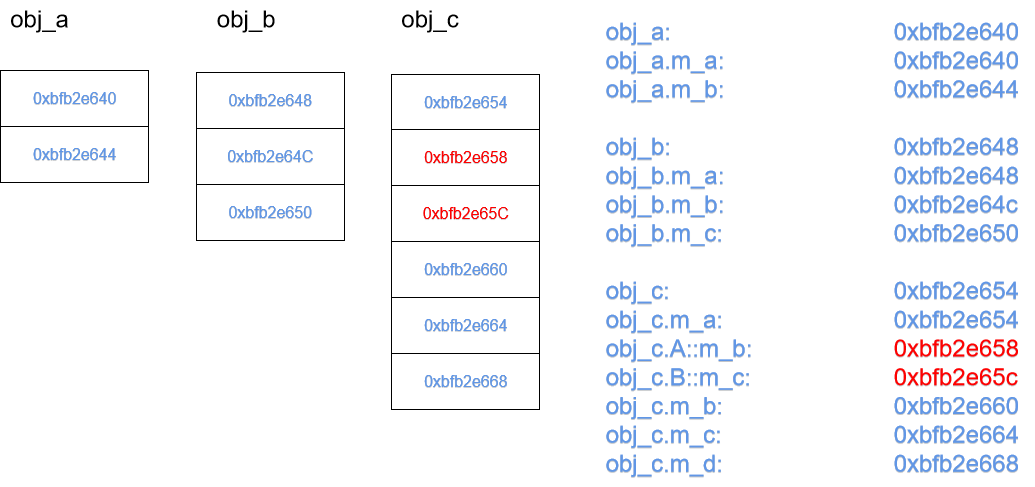 obj_a
0xbfb2e640
0xbfb2e644
obj_b
0xbfb2e648
0xbfb2e64C
0xbfb2e650
obj_c
0xbfb2e654
0xbfb2e658
0xbfb2e65C
0xbfb2e660
0xbfb2e664
0xbfb2e668
obj_a: 0xbfb2e640
obj_a.m_a: 0xbfb2e640
obj_a.m_b: 0xbfb2e644
obj_b: 0xbfb2e648
obj_b.m_a: 0xbfb2e648
obj_b.m_b: 0xbfb2e64c
obj_b.m_c: 0xbfb2e650
obj_c: 0xbfb2e654
obj_c.m_a: 0xbfb2e654
obj_c.A::m_b: 0xbfb2e658
obj_c.B::m_c: 0xbfb2e65c
obj_c.m_b: 0xbfb2e660
obj_c.m_c: 0xbfb2e664
obj_c.m_d: 0xbfb2e668